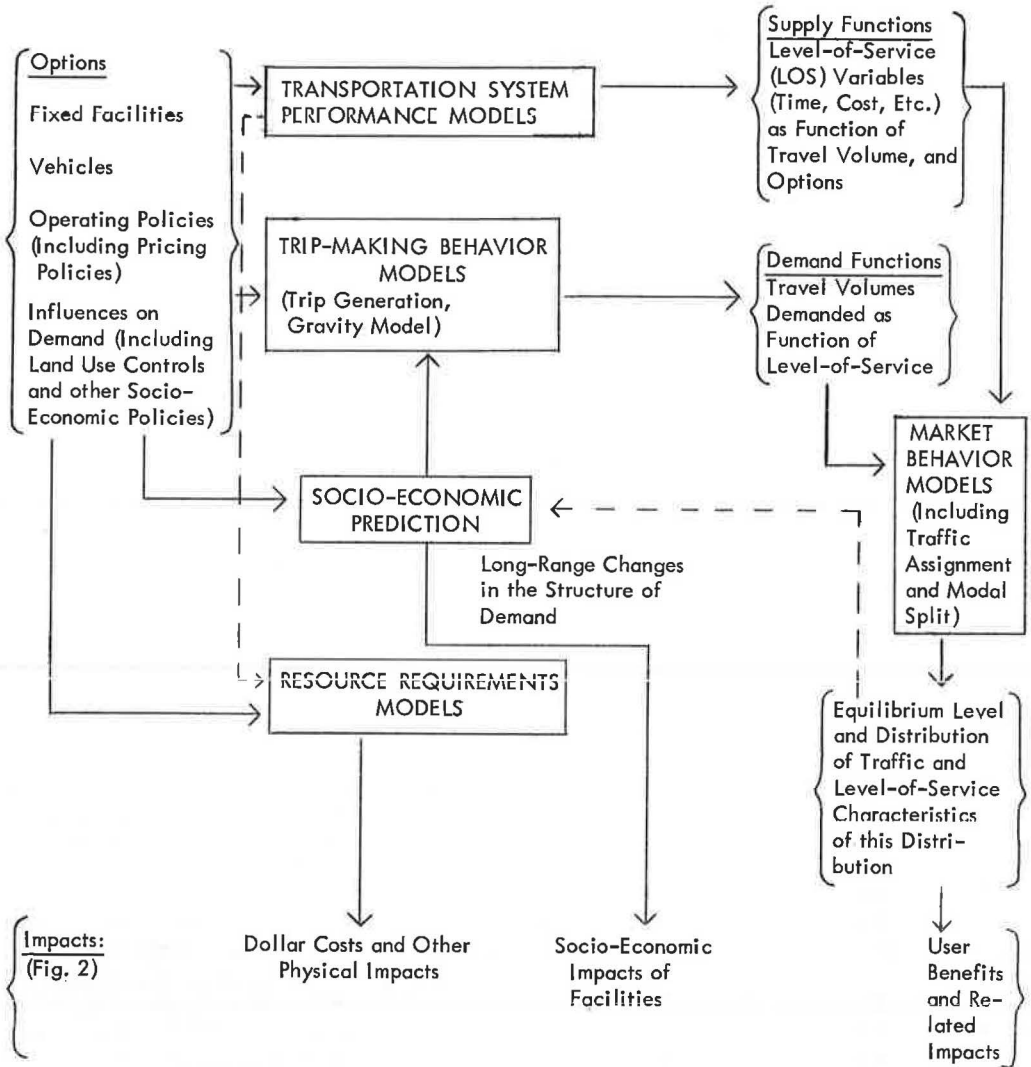 Options
Fixed Facilities
Vehicles
Operating Policies
(Including Pricing
Policies)
Influences on
Demand (Including
Land Use Controls
and other Socio-
Economic Policies)
TRANSPORTATION SYSTEM
PERFORMANCE MODELS
Supply Functions
Level-of-Service
(LOS) Variables
(Time, Cost, Etc.)
as Function of
Travel Volume, and
Options
TRIP-MAKING BEHAVIOR
MODELS
(Trip Generation,
Gravity Model)
Demand Functions
Travel Volumes
Demanded as
Function of
Level-of-Service
MARKET
BEHAVIOR
MODELS
(Including
Traffic
Assignment
and Modal
Split)
SOCIO-ECONOMIC
PREDICTION
Long-Range Changes
in the Structure of
Demand
RESOURCE REQUIREMENTS
MODELS
Equilibrium Level
and Distribution
of Traffic and
Level-of-Service
Characteristics
of this Distri-
bution
Impacts:
(Fig. 2)
Dollar Costs and Other
Physical Impacts
Socio-Economic
Impacts of
Facilities
User
Benefits
and Re-
lated
Impacts